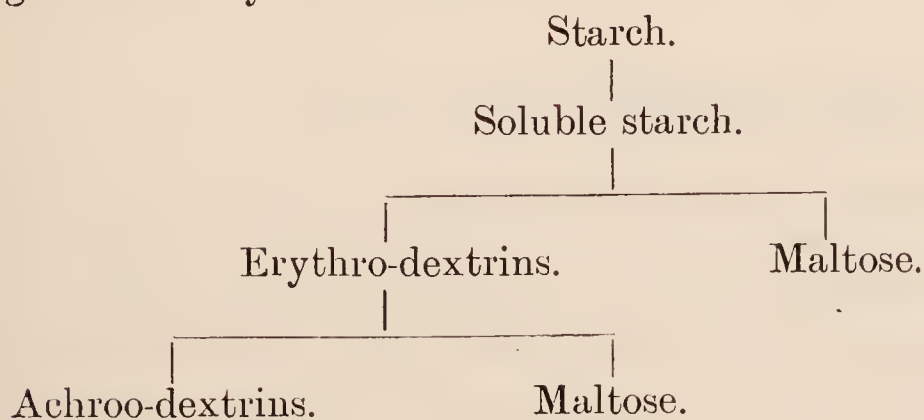 Starch.
Soluble starch.
Erythro-dextrins. Maltose.
Achroo-dextrins. Maltose.